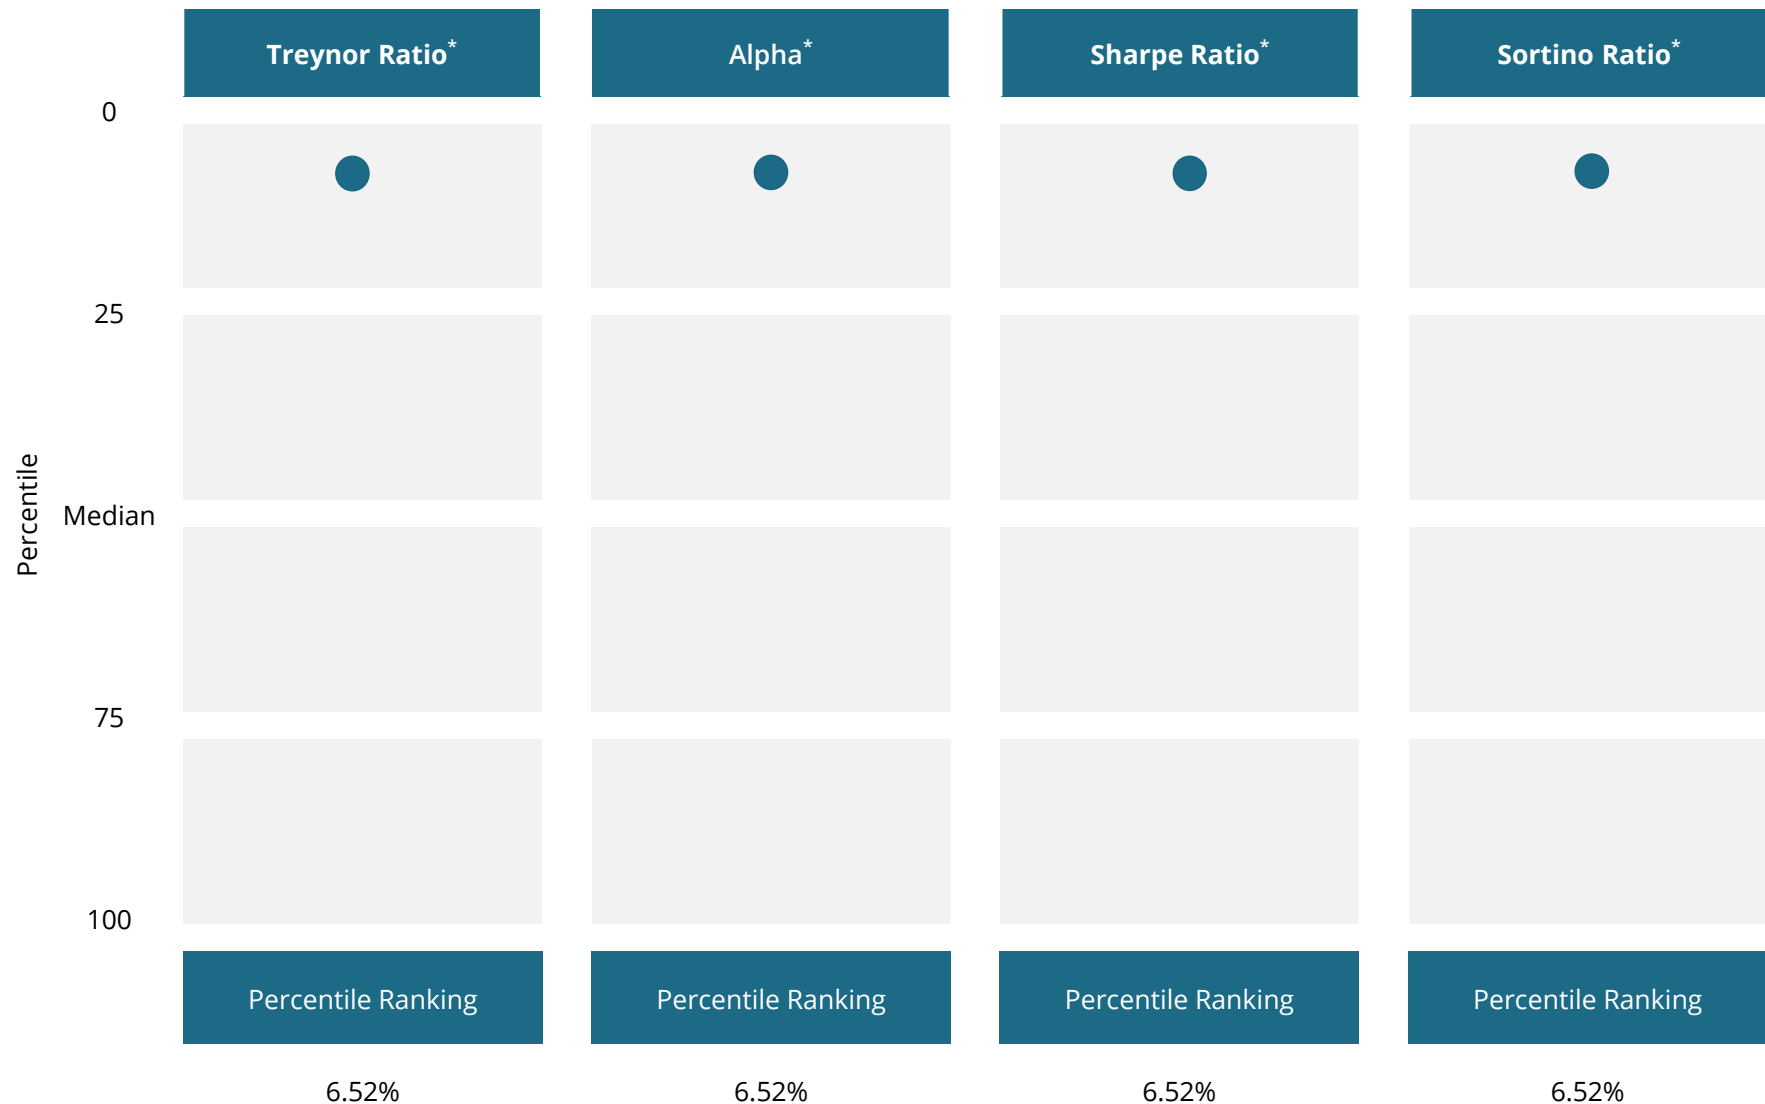 Treynor Ratio* Alpha* Sharpe Ratio* Sortino Ratio*
0
25
Median
75
100
Percentile
Percentile Ranking Percentile Ranking Percentile Ranking Percentile Ranking
6.52% 6.52% 6.52% 6.52%